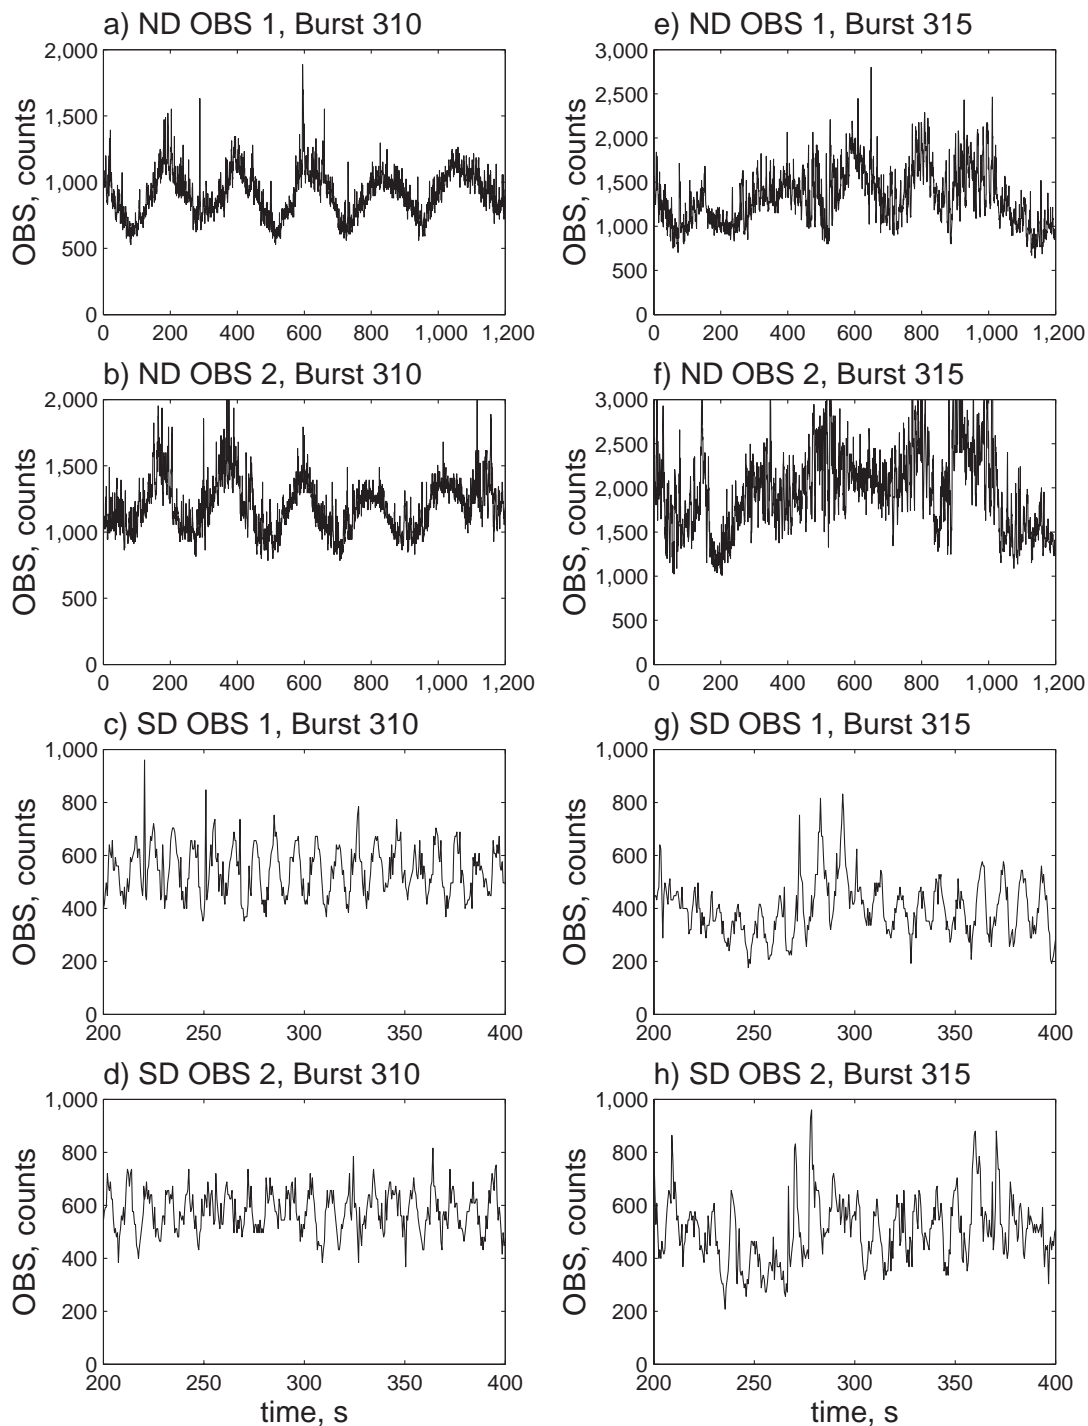 a) ND OBS 1, Burst 310
2,000
1,500
1,000
500
0
OBS, counts
0 200 400 600 800 1,000 1,200
b) ND OBS 2, Burst 310
2,000
1,500
1,000
500
0
OBS, counts
0 200 400 600 800 1,000 1,200
c) SD OBS 1, Burst 310
1,000
800
600
400
200
0
OBS, counts
200 250 300 350 400
d) SD OBS 2, Burst 310
1,000
800
600
400
200
0
OBS, counts
200 250 300 350 400
time, s
e) ND OBS 1, Burst 315
3,000
2,500
2,000
1,500
1,000
500
0
OBS, counts
0 200 400 600 800 1,000 1,200
f) ND OBS 2, Burst 315
3,000
2,500
2,000
1,500
1,000
500
0
OBS, counts
0 200 400 600 800 1,000 1,200
g) SD OBS 1, Burst 315
1,000
800
600
400
200
0
OBS, counts
200 250 300 350 400
h) SD OBS 2, Burst 315
1,000
800
600
400
200
0
OBS, counts
200 250 300 350 400
time, s